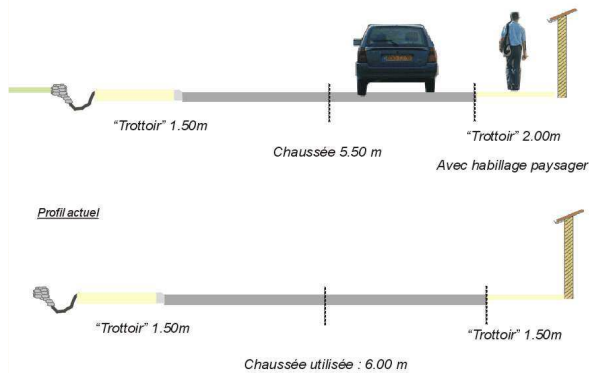 “Trottoir” 1.50m
“Trottoir” 2.00m
Chaussée 5.50 m
Avec habillage paysager
Profil actuel
“Trottoir” 1.50m
“Trottoir” 1.50m
Chaussée utilisée : 6.00 m